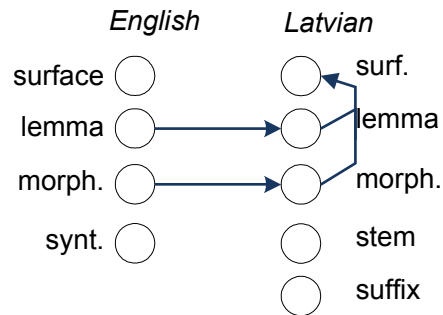 English Latvian
surface surf.
lemma lemma
morph. morph.
synt. stem
suffix